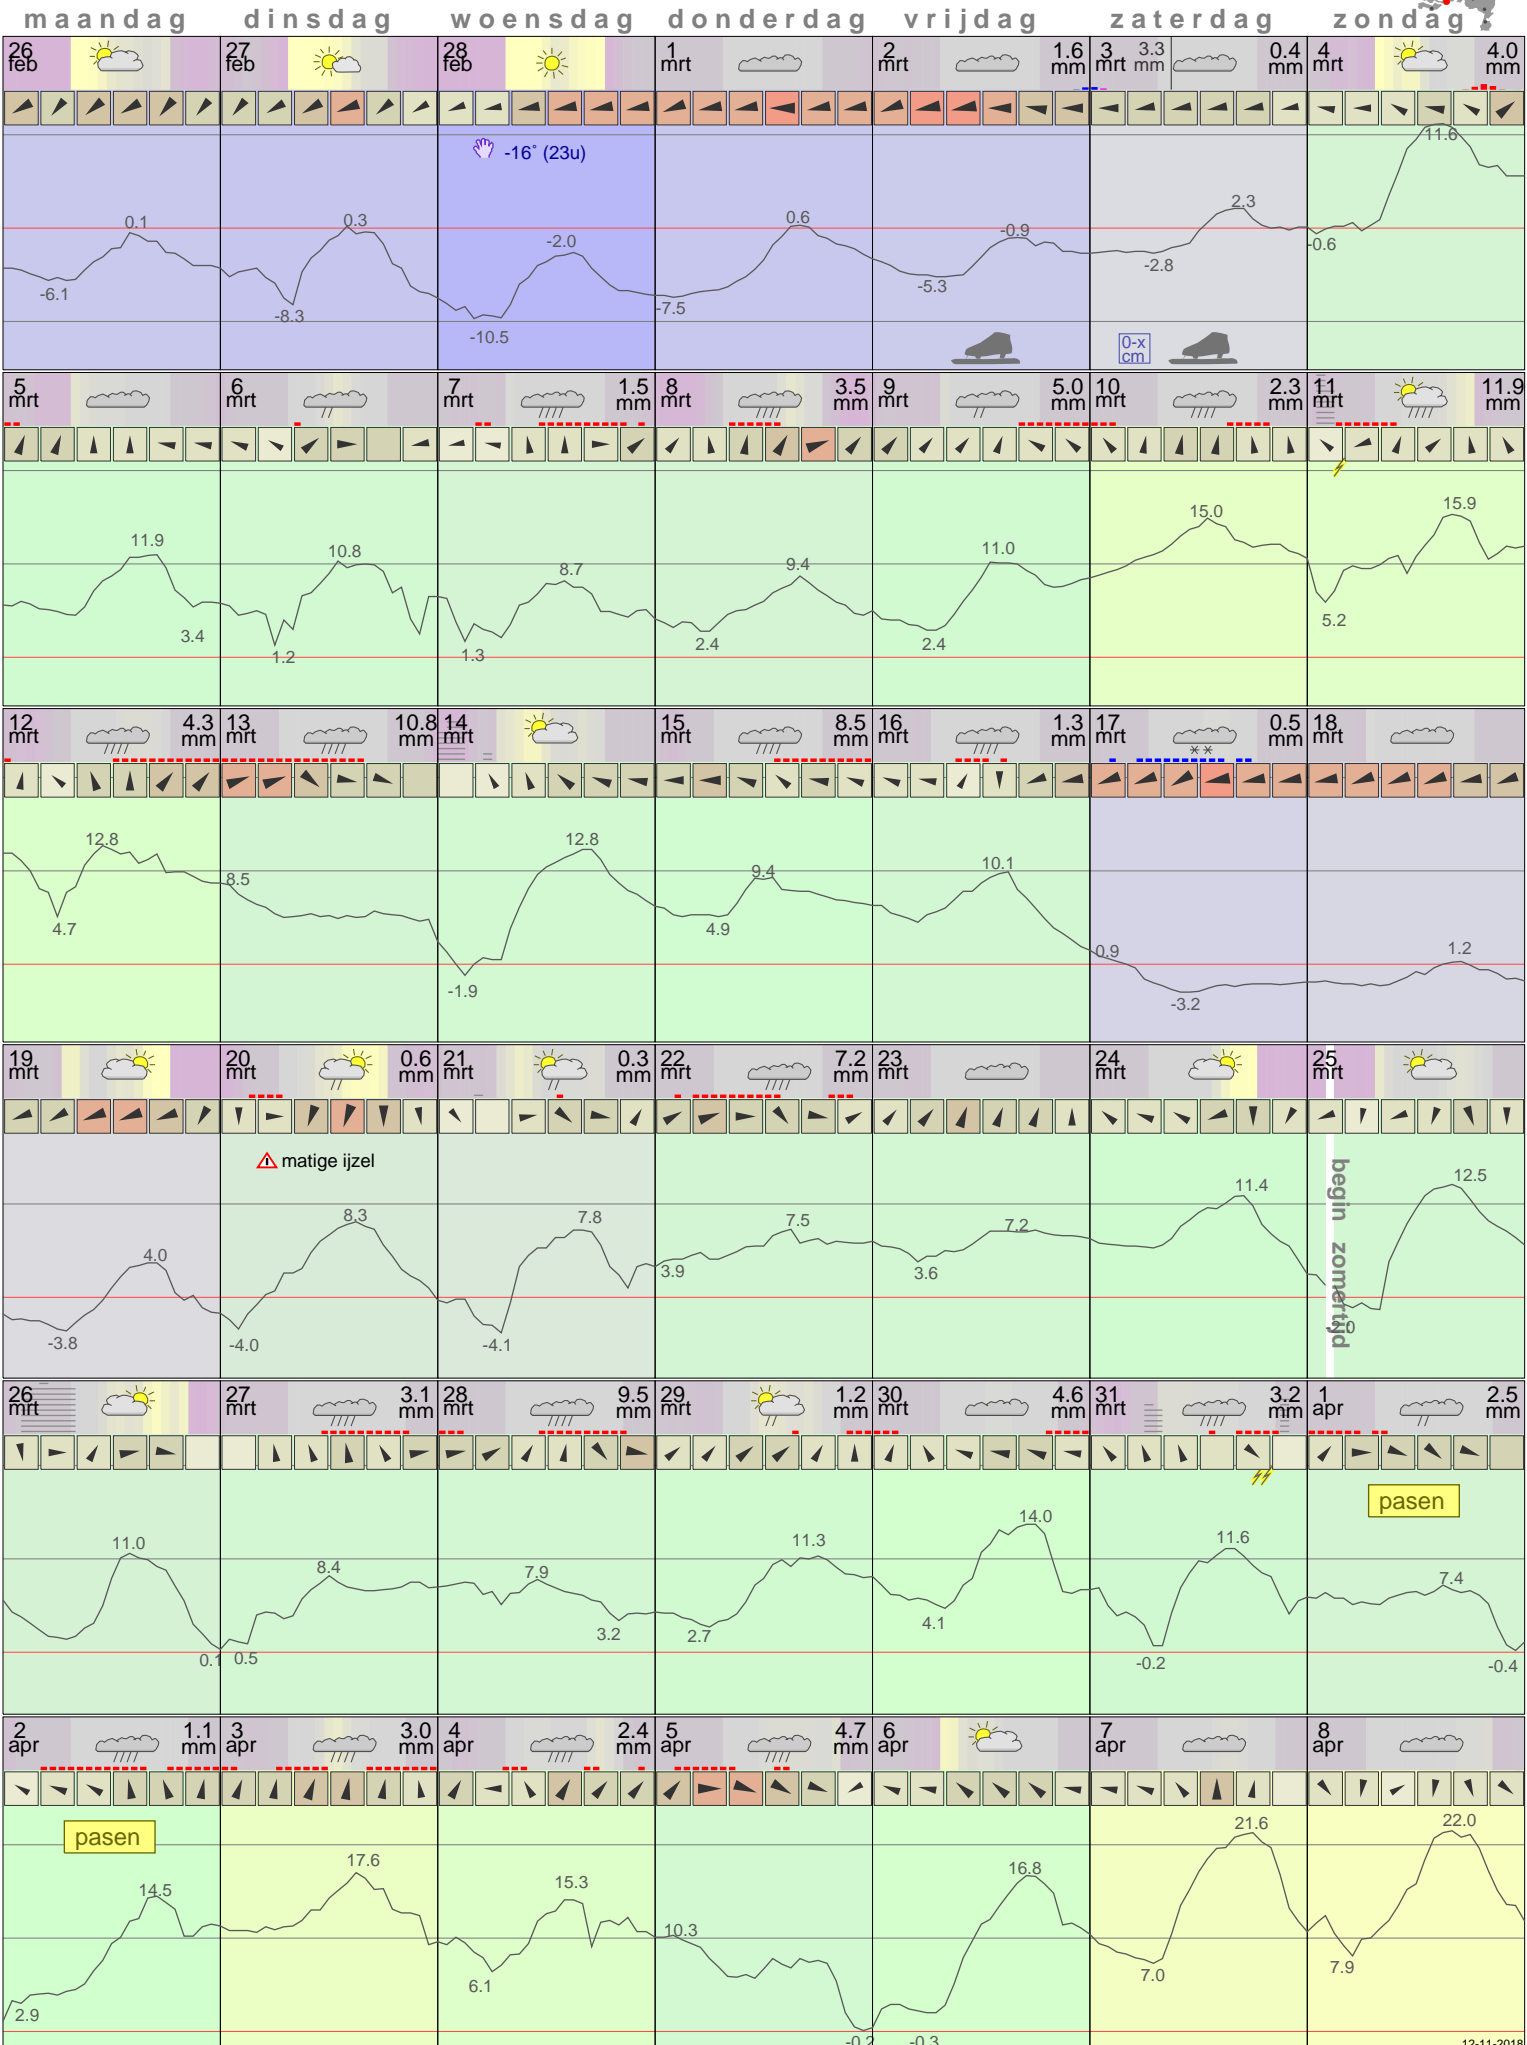 maandag dinsdag woensdag donderdag vrijdag zaterdag zondag
26 27 28 1 2 1.6 3 3.3 0.4 4 4.0
feb feb feb mrt mrt mm mrt mm mm mrt mm
-16° (23u)
11.6
0.1 0.3 -2.0 0.6 -0.9 2.3
-6.1 -8.3 -10.5 -7.5 -5.3 -2.8 -0.6
0-x
cm
5 6 7 1.5 8 3.5 9 5.0 10 2.3 11 11.9
mrt mrt mrt mm mrt mm mrt mm mrt mm mrt mm
11.9 10.8 8.7 9.4 11.0 15.0 15.9
3.4 1.2 1.3 2.4 2.4 5.2
12 4.3 13 10.8 14 15 8.5 16 1.3 17 0.5 18
mrt mm mrt mm mrt mrt mm mrt mm mrt mm mrt
12.8 8.5 12.8 9.4 10.1 0.9 1.2
4.7 -1.9 4.9 -3.2
19 20 0.6 21 0.3 22 7.2 23 24 25
mrt mrt mm mrt mm mrt mm mrt mrt mrt
matige ijzel
begin zomertijd
4.0 8.3 7.8 7.5 7.2 11.4 12.5
-3.8 -4.0 -4.1 3.9 3.6 -2.0
26 27 3.1 28 9.5 29 1.2 30 4.6 31 3.2 1 2.5
mrt mrt mm mrt mm mrt mm mrt mm mrt mm apr mm
pasen
11.0 8.4 7.9 11.3 14.0 11.6 7.4
0.1 0.5 3.2 2.7 4.1 -0.2 -0.4
2 1.1 3 3.0 4 2.4 5 4.7 6 7 8
apr mm apr mm apr mm apr mm apr apr apr
pasen
14.5 17.6 15.3 10.3 16.8 21.6 22.0
2.9 6.1 -0.2 -0.3 7.0 7.9
12-11-2018